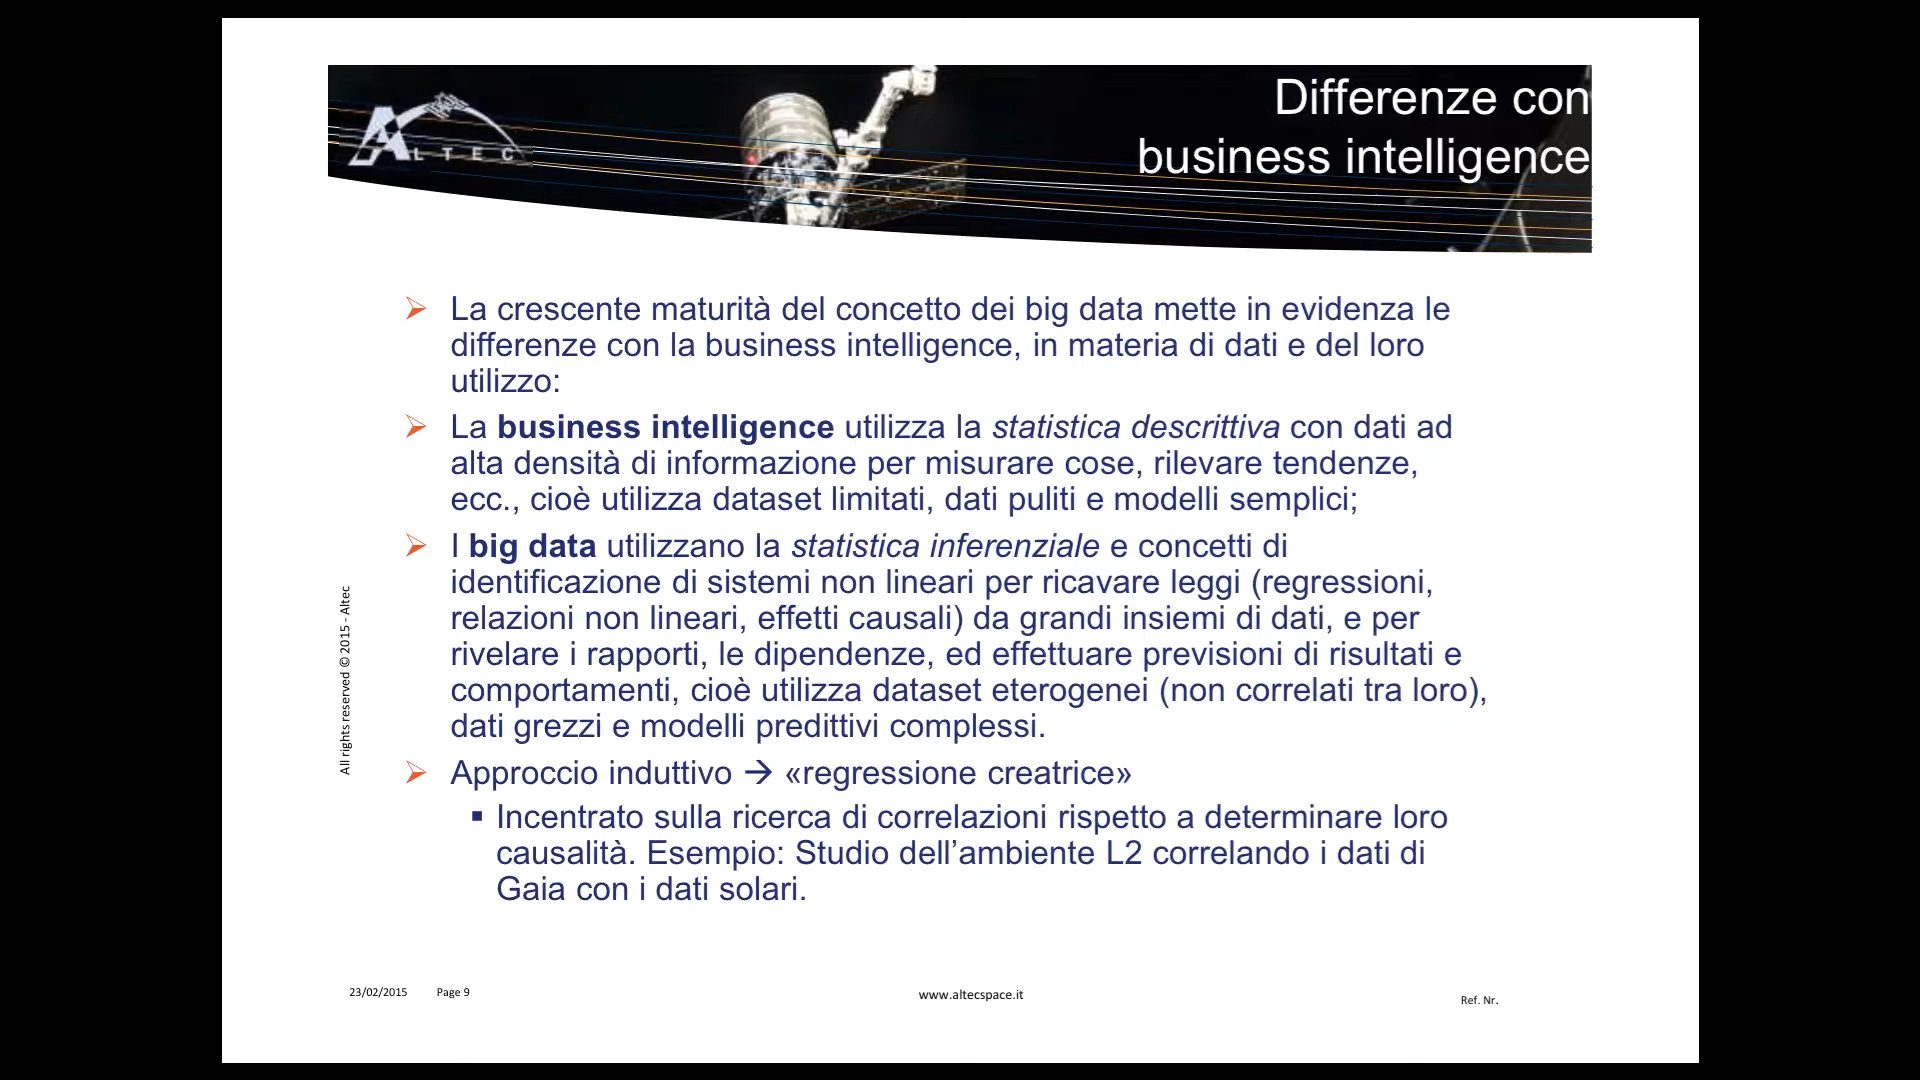 ALTEC
Differenze con
business intelligence
La crescente maturità del concetto dei big data mette in evidenza le
differenze con la business intelligence, in materia di dati e del loro
utilizzo:
La business intelligence utilizza la statistica descrittiva con dati ad
alta densità di informazione per misurare cose, rilevare tendenze,
ecc., cioè utilizza dataset limitati, dati puliti e modelli semplici;
I big data utilizzano la statistica inferenziale e concetti di
identificazione di sistemi non lineari per ricavare leggi (regressioni,
relazioni non lineari, effetti causali) da grandi insiemi di dati, e per
rivelare i rapporti, le dipendenze, ed effettuare previsioni di risultati e
comportamenti, cioè utilizza dataset eterogenei (non correlati tra loro),
dati grezzi e modelli predittivi complessi.
Approccio induttivo → «regressione creatrice»
Incentrato sulla ricerca di correlazioni rispetto a determinare loro
causalità. Esempio: Studio dell’ambiente L2 correlando i dati di
Gaia con i dati solari.
All rights reserved © 2015 - Altec
23/02/2015 Page 9
www.altecspace.it
Ref. Nr.